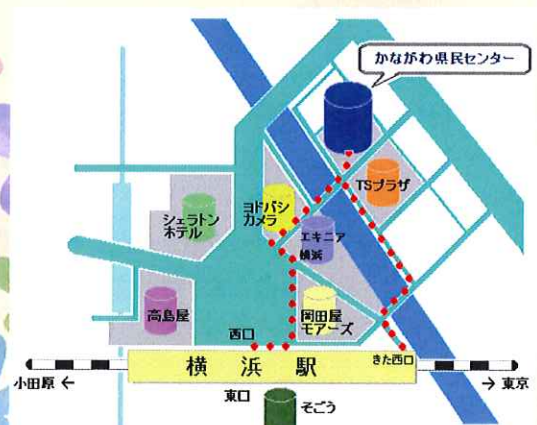 かながわ県民センター
TSプラザ
ヨドバシ
カメラ
シェラトン
ホテル
エキニア
横浜
高島屋
岡田屋
モアーズ
西口
きた西口
横浜駅
小田原 ←
→ 東京
東口
そごう